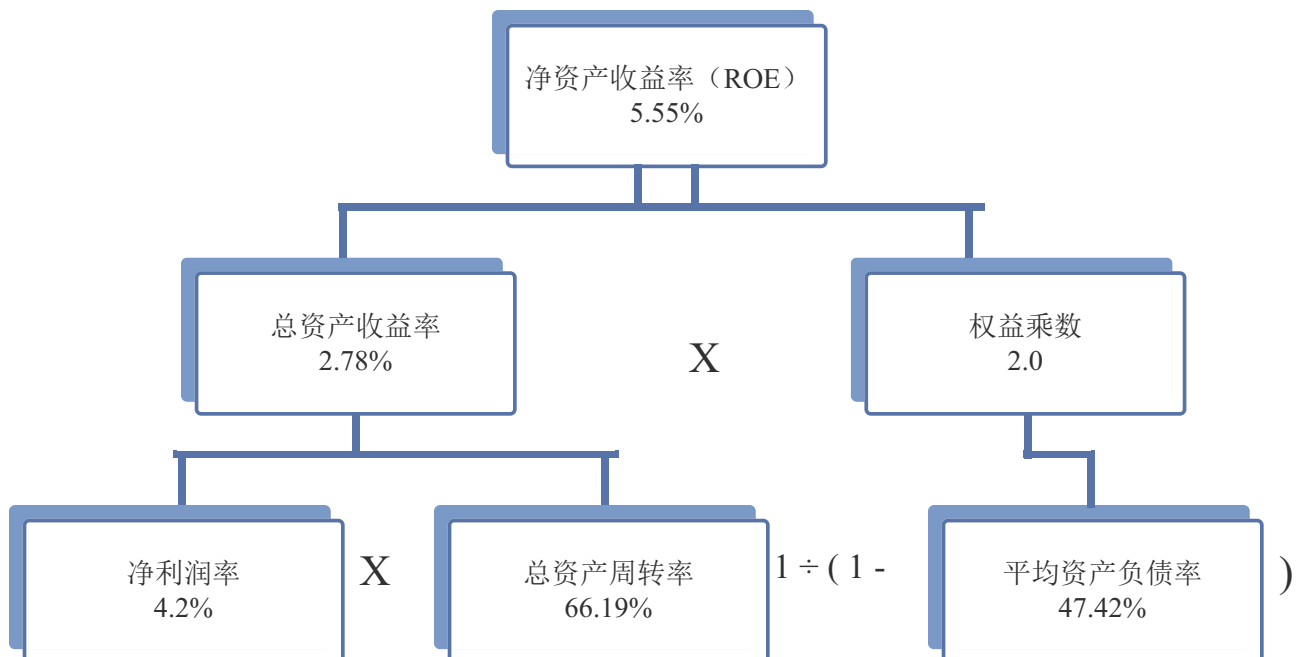 净资产收益率（ROE）
5.55%
总资产收益率
2.78%
X
权益乘数
2.0
净利润率
4.2%
X
总资产周转率
66.19%
1 ÷ ( 1 -
平均资产负债率
47.42%
)